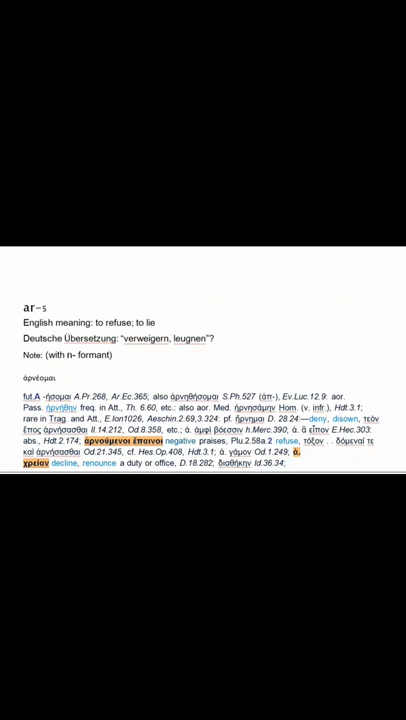 ar–5
English meaning: to refuse; to lie
Deutsche Übersetzung: “verweigern, leugnen”?
Note: (with n- formant)
ἀρνέομαι
fut.A -ήσομαι A.Pr.268, Ar.Ec.365; also ἀρνηθήσομαι S.Ph.527 (ἀπ-), Ev.Luc.12.9: aor.
Pass. ἠρνήθην freq. in Att., Th. 6.60, etc.: also aor. Med. ἠρνησάμην Hom. (v. infr.), Hdt.3.1;
rare in Trag. and Att., E.Ion1026, Aeschin.2.69,3.324: pf. ἤρνημαι D. 28.24:—deny, disown, τεὸν
ἔπος ἀρνήσασθαι Il.14.212, Od.8.358, etc.; ἀ. ἀμφὶ βόεσσιν h.Merc.390; ἀ. ἃ εἶπον E.Hec.303:
abs., Hdt.2.174; ἀρνούμενοι ἔπαινοι negative praises, Plu.2.58a.2 refuse, τόξον . . δόμεναί τε
καὶ ἀρνήσασθαι Od.21.345, cf. Hes.Op.408, Hdt.3.1; ἀ. γάμον Od.1.249; ἀ.
χρείαν decline, renounce a duty or office, D.18.282; διαθήκην Id.36.34;